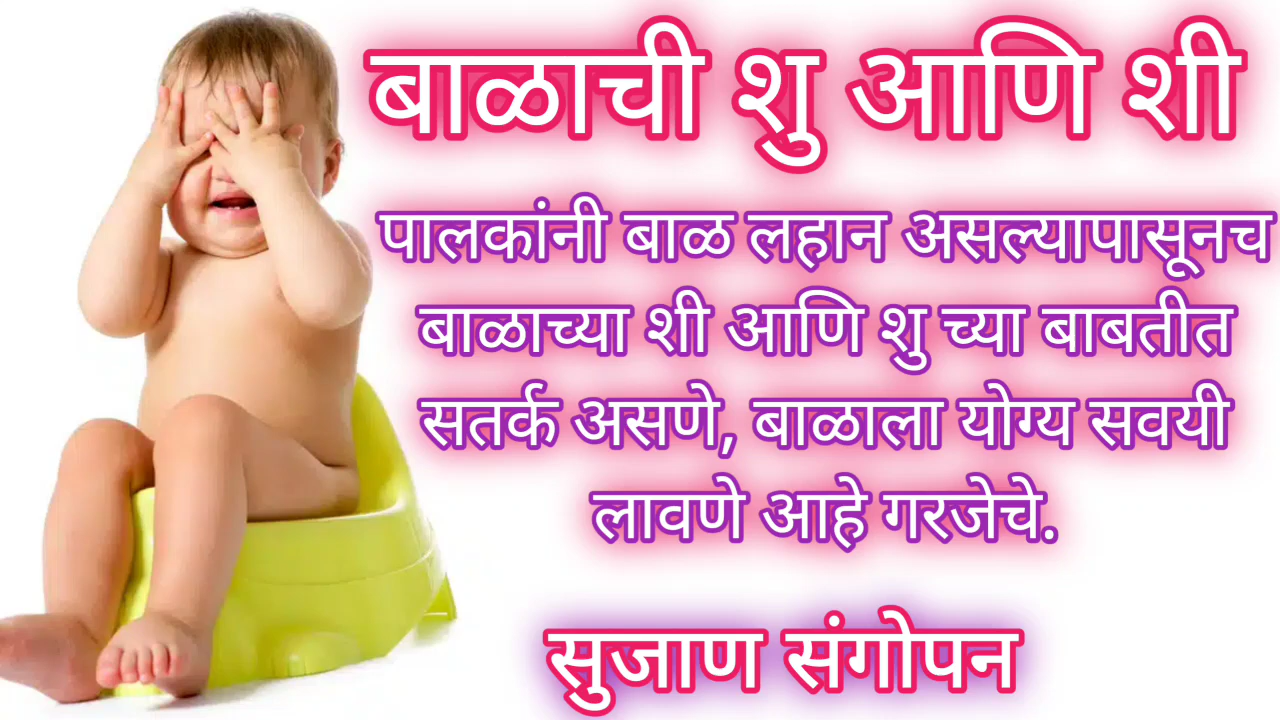 बाळाची शु आणि शी
पालकांनी बाळ लहान असल्यापासूनच
बाळाच्या शी आणि शु च्या बाबतीत
सतर्क असणे, बाळाला योग्य सवयी
लावणे आहे गरजेचे.
सुजाण संगोपन